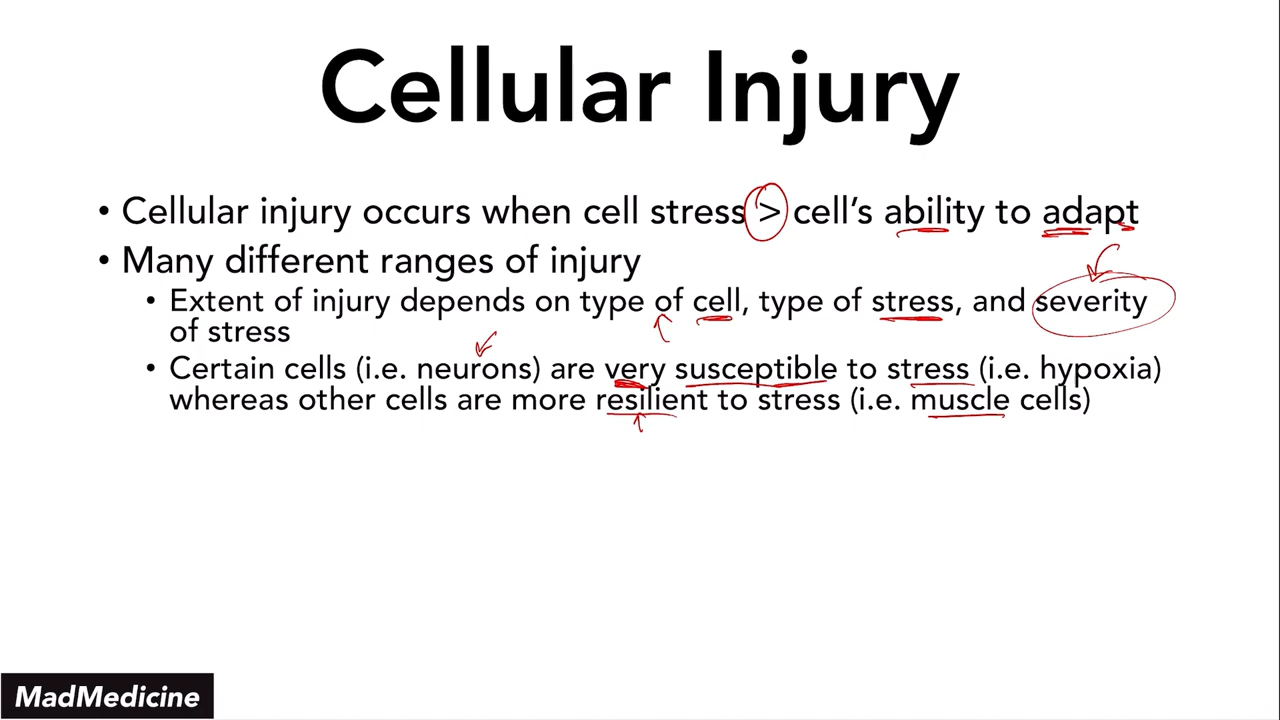 Cellular Injury
• Cellular injury occurs when cell stress > cell's ability to adapt
• Many different ranges of injury
• Extent of injury depends on type of cell, type of stress, and severity
of stress
• Certain cells (i.e. neurons) are very susceptible to stress (i.e. hypoxia)
whereas other cells are more resilient to stress (i.e. muscle cells)
MadMedicine